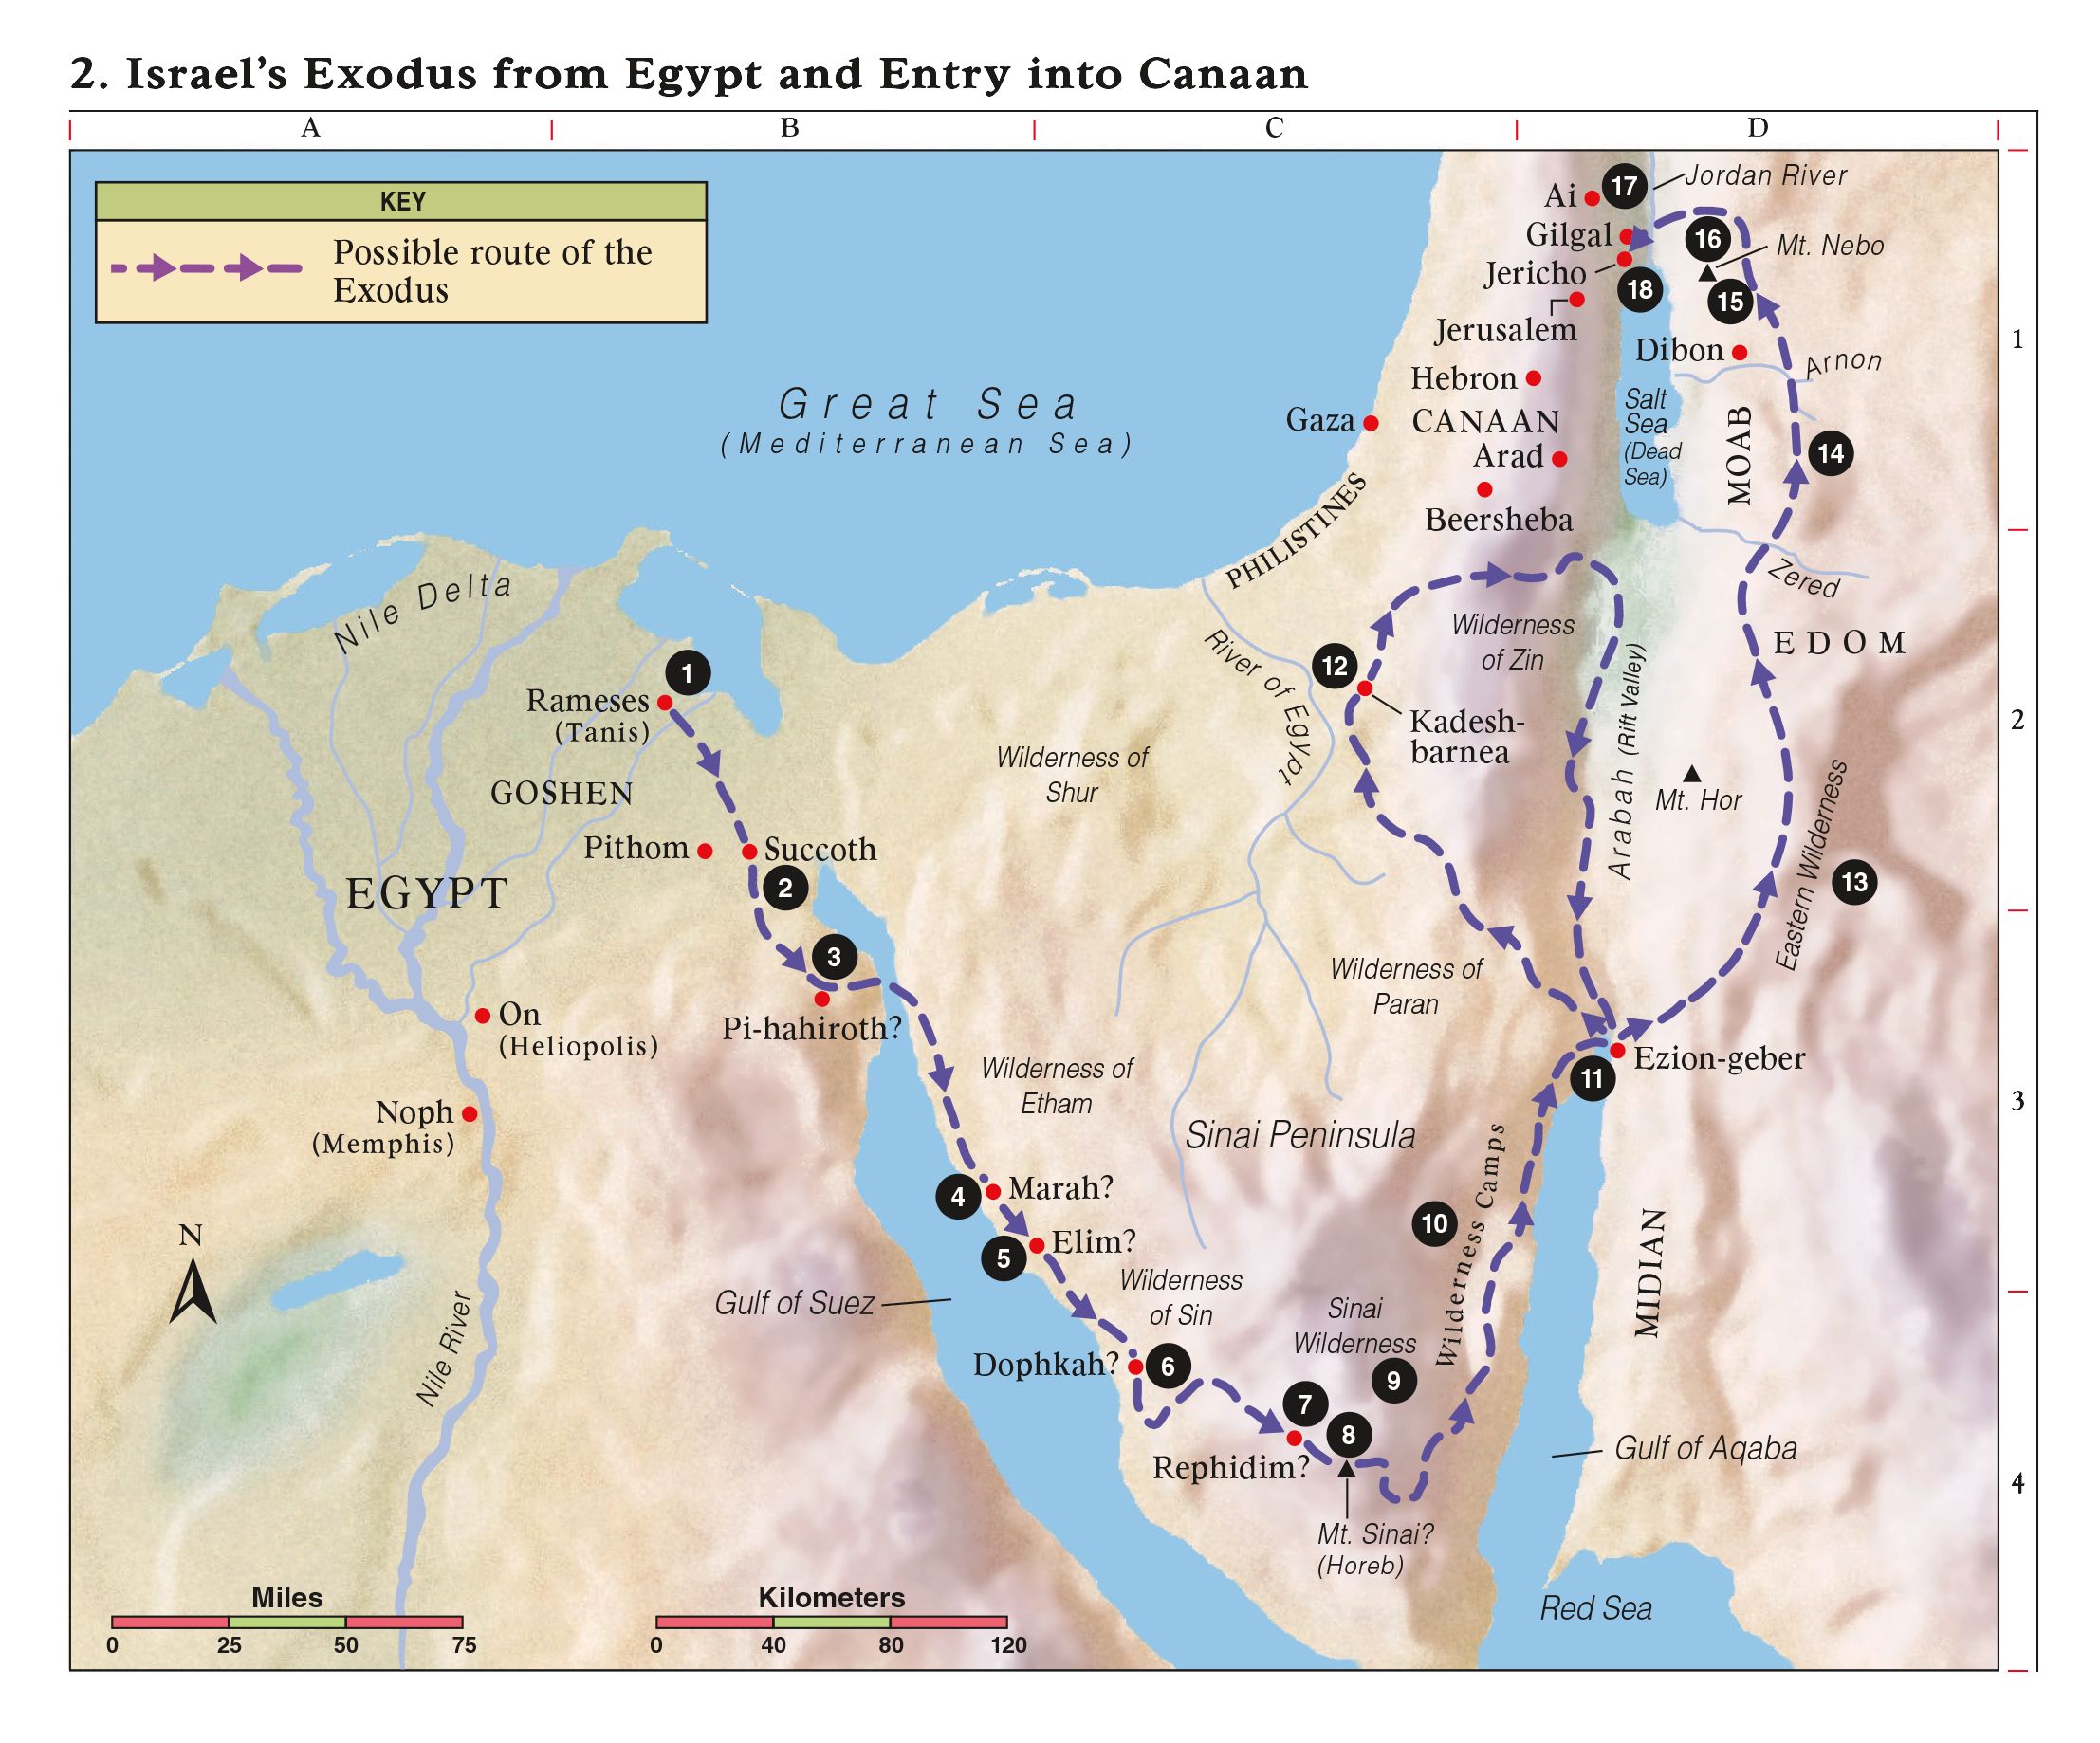 2. Israel's Exodus from Egypt and Entry into Canaan
A
B
C
D
KEY
Possible route of the
Exodus
17
Jordan River
Ai
Gilgal
16
Mt. Nebo
Jericho
18
15
Jerusalem
1
Dibon
Arnon
Hebron
Great Sea
(Mediterranean Sea)
Salt
Sea
(Dead
Sea)
Gaza
CANAAN
MOAB
Arad
14
Beersheba
PHILISTINES
Nile Delta
Zered
Wilderness
of Zin
EDOM
River of Egypt
12
1
Rameses
(Tanis)
Kadesh-
barnea
2
Arabah (Rift Valley)
Wilderness of
Shur
GOSHEN
Mt. Hor
Pithom
Succoth
2
EGYPT
Eastern Wilderness
13
3
Wilderness of
Paran
On
(Heliopolis)
Pi-hahiroth?
Ezion-geber
11
Wilderness of
Etham
3
Noph
(Memphis)
Sinai Peninsula
4
Marah?
10
Wilderness Camps
N
5
Elim?
MIDIAN
Wilderness
of Sin
Gulf of Suez
Sinai
Wilderness
Nile River
Dophkah?
6
9
7
8
Rephidim?
Gulf of Aqaba
4
Mt. Sinai?
(Horeb)
Red Sea
Miles
0
25
50
75
Kilometers
0
40
80
120